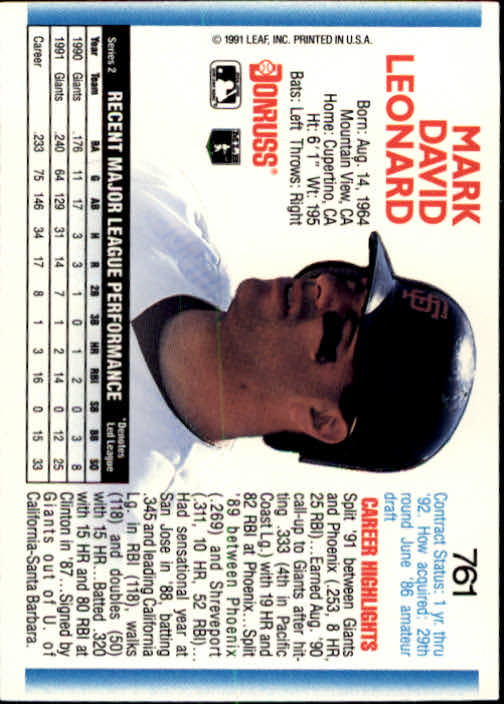 761
MARK
DAVID
LEONARD
Born: Aug. 14, 1964
Mountain View, CA
Home: Cupertino, CA
Ht: 6' 1" Wt: 195
Bats: Left Throws: Right
DONRUSS®
© 1991 LEAF, INC. PRINTED IN U.S.A.
SF
Contract Status: 1 yr. thru
'92. How acquired: 29th
round June '86 amateur
draft
CAREER HIGHLIGHTS
Split '91 between Giants
and Phoenix (.253, 8 HR,
25 RBI)...Earned Aug. '90
call-up to Giants after hit-
ting .333 (4th in Pacific
Coast Lg.) with 19 HR and
82 RBI at Phoenix...Split
'89 between Phoenix
(.269) and Shreveport
(.311, 10 HR, 52 RBI)...
Had sensational year at
San Jose in '88, batting
.345 and leading California
Lg. in RBI (118), walks
(118) and doubles (50)
with 15 HR...Batted .320
with 15 HR and 80 RBI at
Clinton in '87...Signed by
Giants out of U. of
California-Santa Barbara.
Series 2 RECENT MAJOR LEAGUE PERFORMANCE *Denotes Led League
Year Team BA G AB H R 2B 3B HR RBI SB BB SO
1990 Giants .176 11 17 3 3 1 0 1 2 0 3 8
1991 Giants .240 64 129 31 14 7 1 2 14 0 12 25
Career .233 75 146 34 17 8 1 3 16 0 15 33